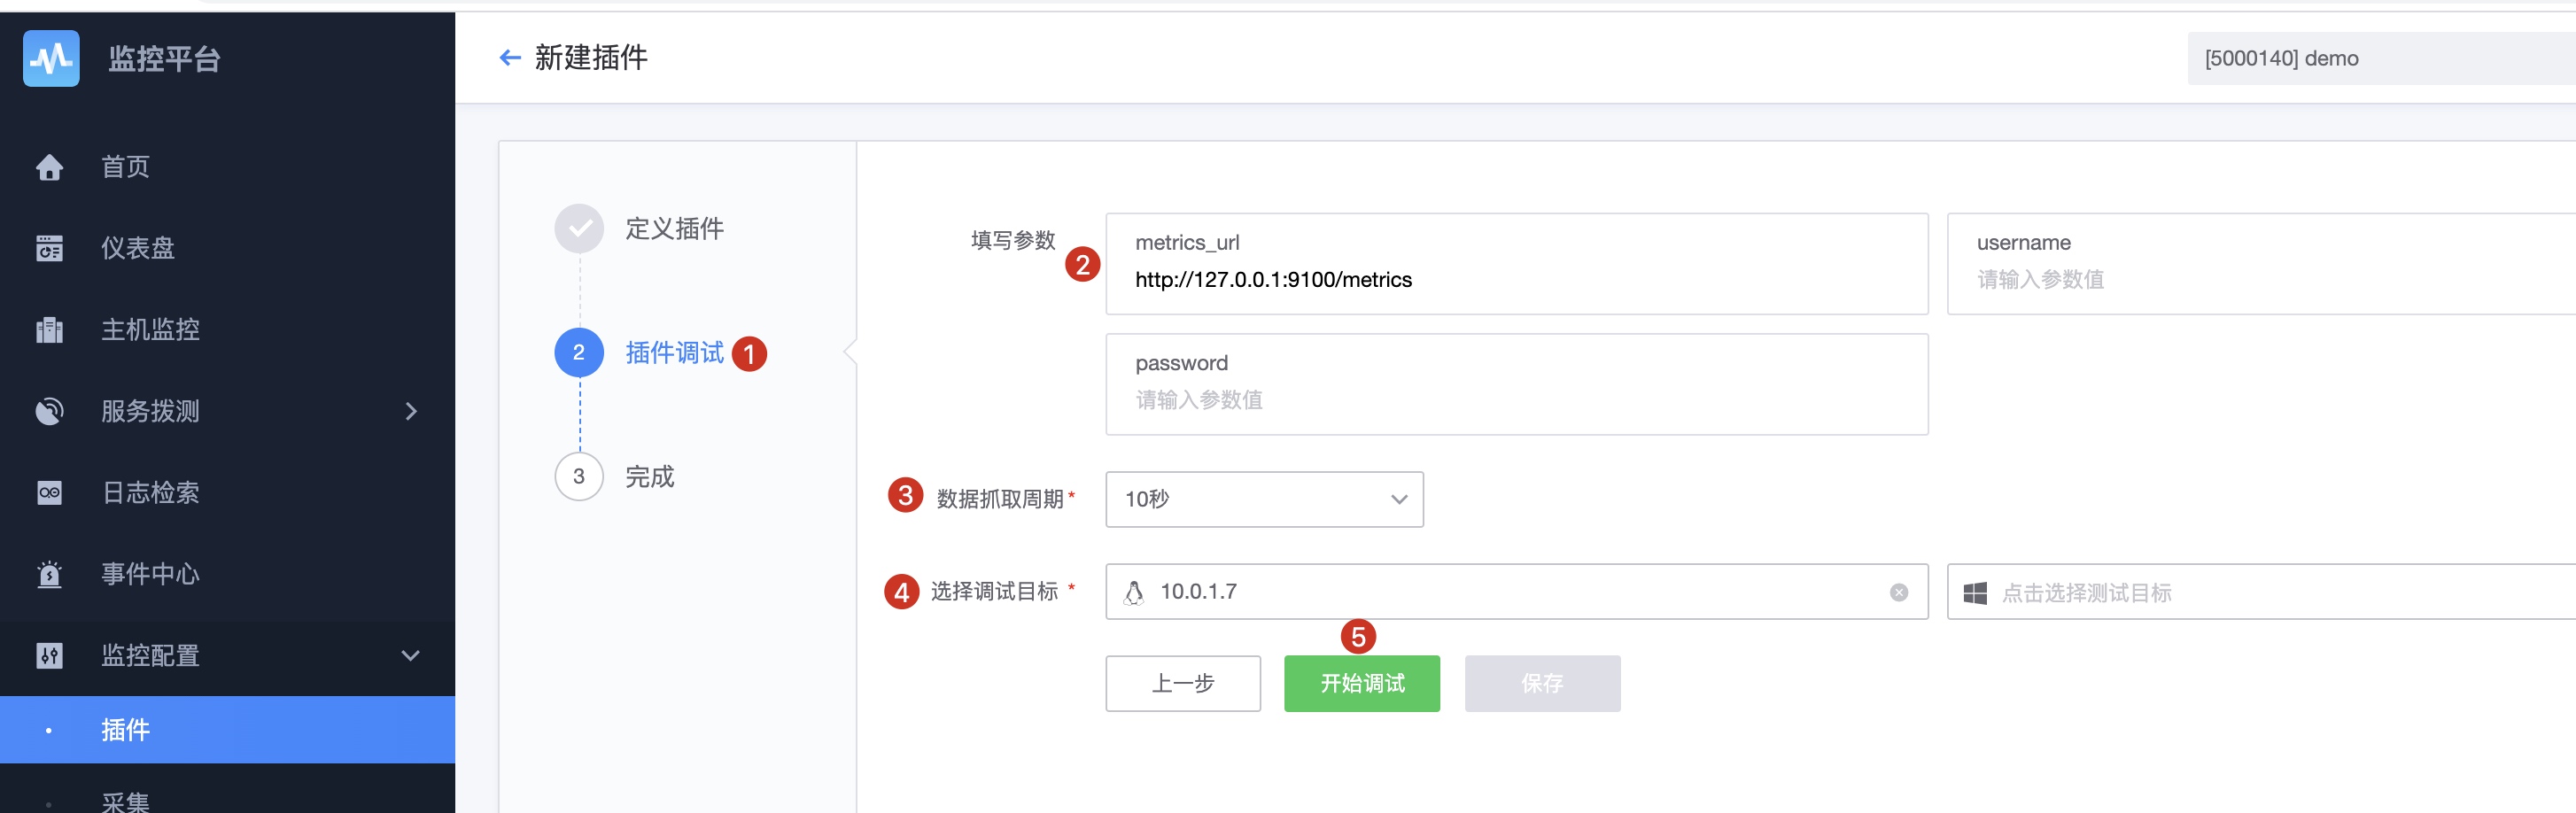 监控平台
新建插件
[5000140] demo
首页
仪表盘
主机监控
服务拨测
日志检索
事件中心
监控配置
插件
采集
定义插件
2 插件调试 1
3 完成
填写参数 2
metrics_url
http://127.0.0.1:9100/metrics
username
请输入参数值
password
请输入参数值
3 数据抓取周期* 10秒
4 选择调试目标* 10.0.1.7 点击选择测试目标
5
上一步 开始调试 保存